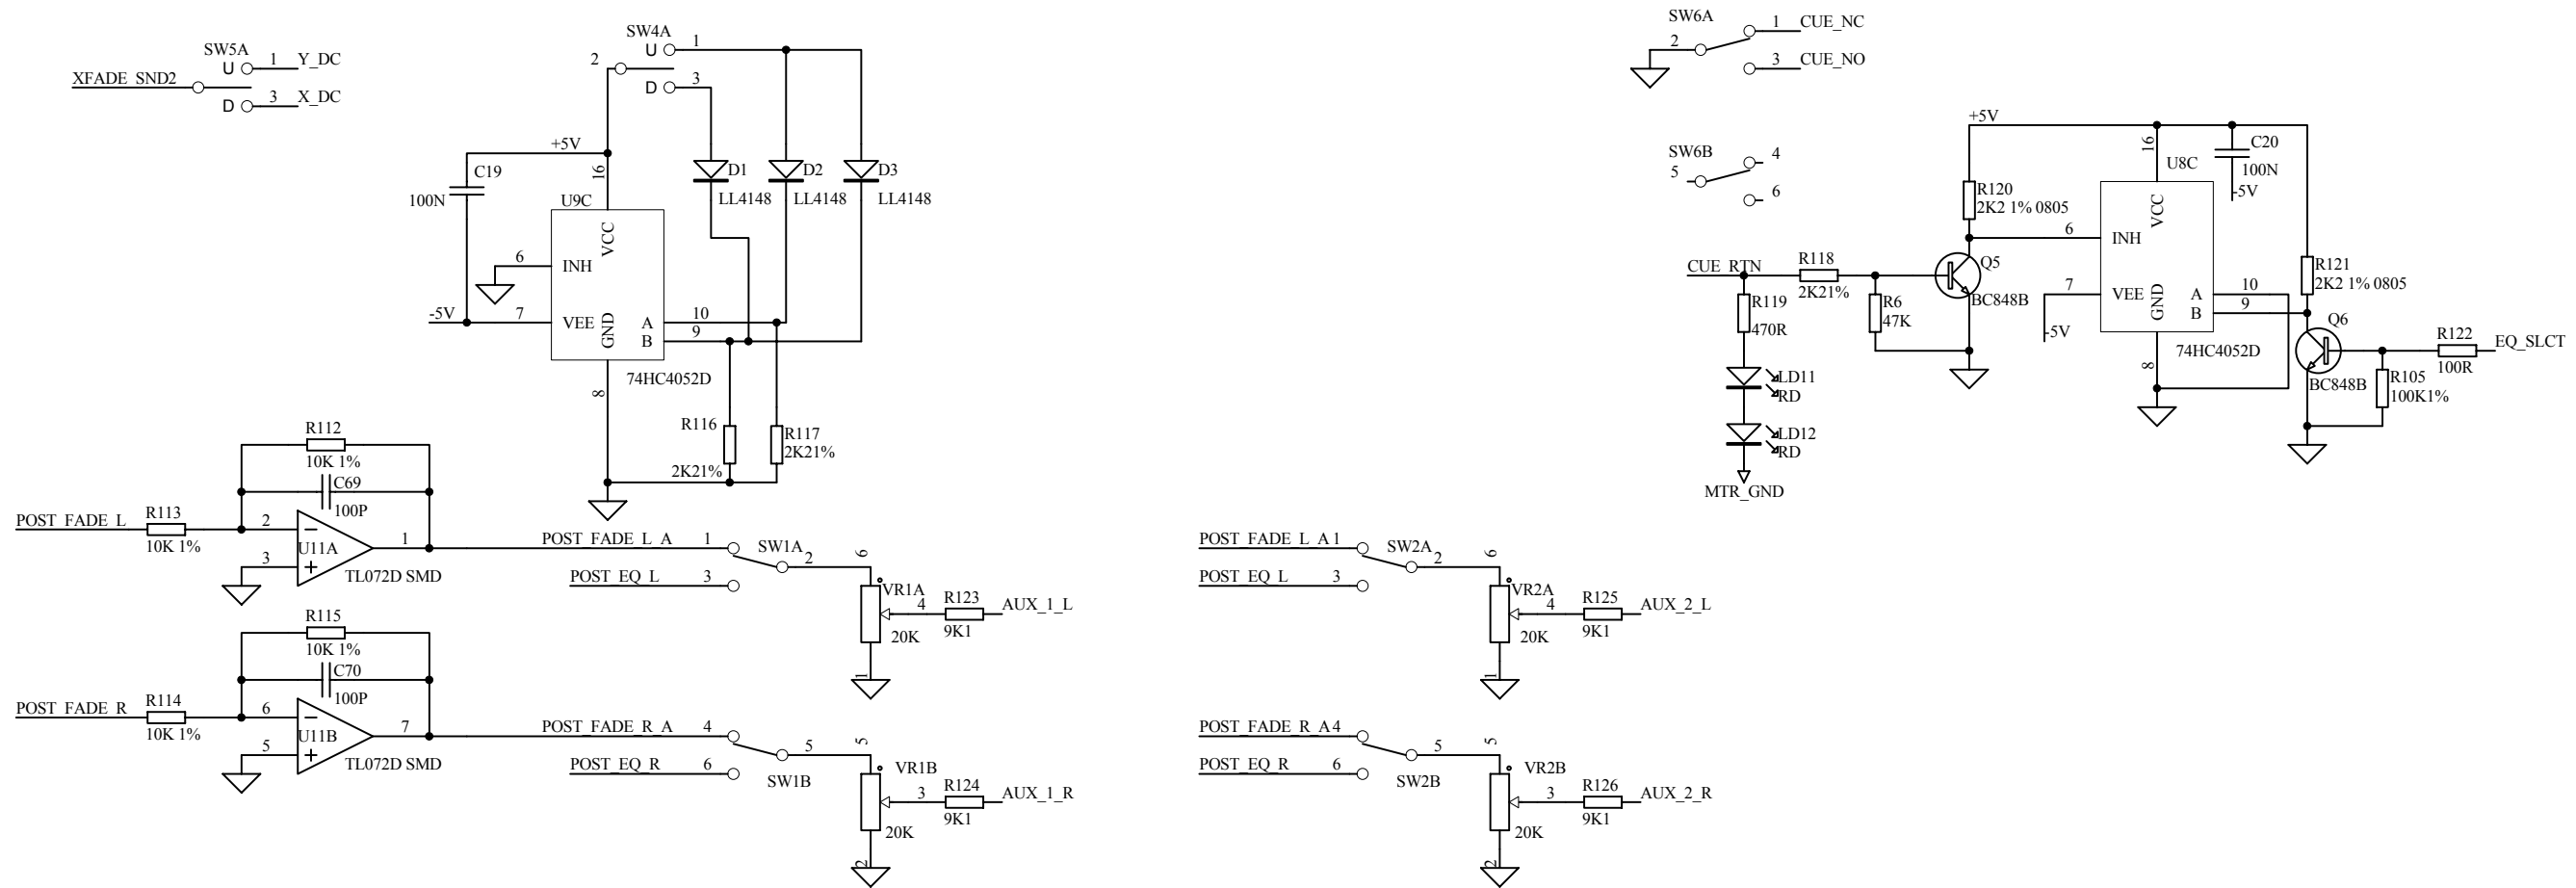 SW5A
U
1
Y_DC
XFADE_SND2
D
3
X_DC
SW4A
U
1
2
D
3
+5V
C19
100N
16
U9C
D1
LL4148
D2
LL4148
D3
LL4148
VCC
6
INH
-5V
7
VEE
GND
A
10
B
9
74HC4052D
8
R116
2K21%
R117
2K21%
SW6A
2
1
CUE_NC
3
CUE_NO
SW6B
5
4
6
+5V
16
U8C
C20
100N
-5V
R120
2K2 1% 0805
VCC
6
INH
CUE_RTN
R118
2K21%
Q5
BC848B
R119
470R
R6
47K
7
VEE
GND
-5V
A
10
B
9
R121
2K2 1% 0805
74HC4052D
8
Q6
BC848B
R122
100R
EQ_SLCT
R105
100K1%
LD11
RD
LD12
RD
MTR_GND
R112
10K 1%
C69
100P
POST_FADE_L
R113
10K 1%
2
3
U11A
1
TL072D SMD
POST_FADE_L_A
1
SW1A
2
POST_EQ_L
3
6
VR1A
4
20K
1
R123
9K1
AUX_1_L
R115
10K 1%
C70
100P
POST_FADE_R
R114
10K 1%
6
5
U11B
7
TL072D SMD
POST_FADE_R_A
4
5
SW1B
POST_EQ_R
6
5
VR1B
3
20K
2
R124
9K1
AUX_1_R
POST_FADE_L_A
1
SW2A
2
POST_EQ_L
3
6
VR2A
4
20K
1
R125
9K1
AUX_2_L
POST_FADE_R_A
4
5
SW2B
POST_EQ_R
6
5
VR2B
3
20K
2
R126
9K1
AUX_2_R